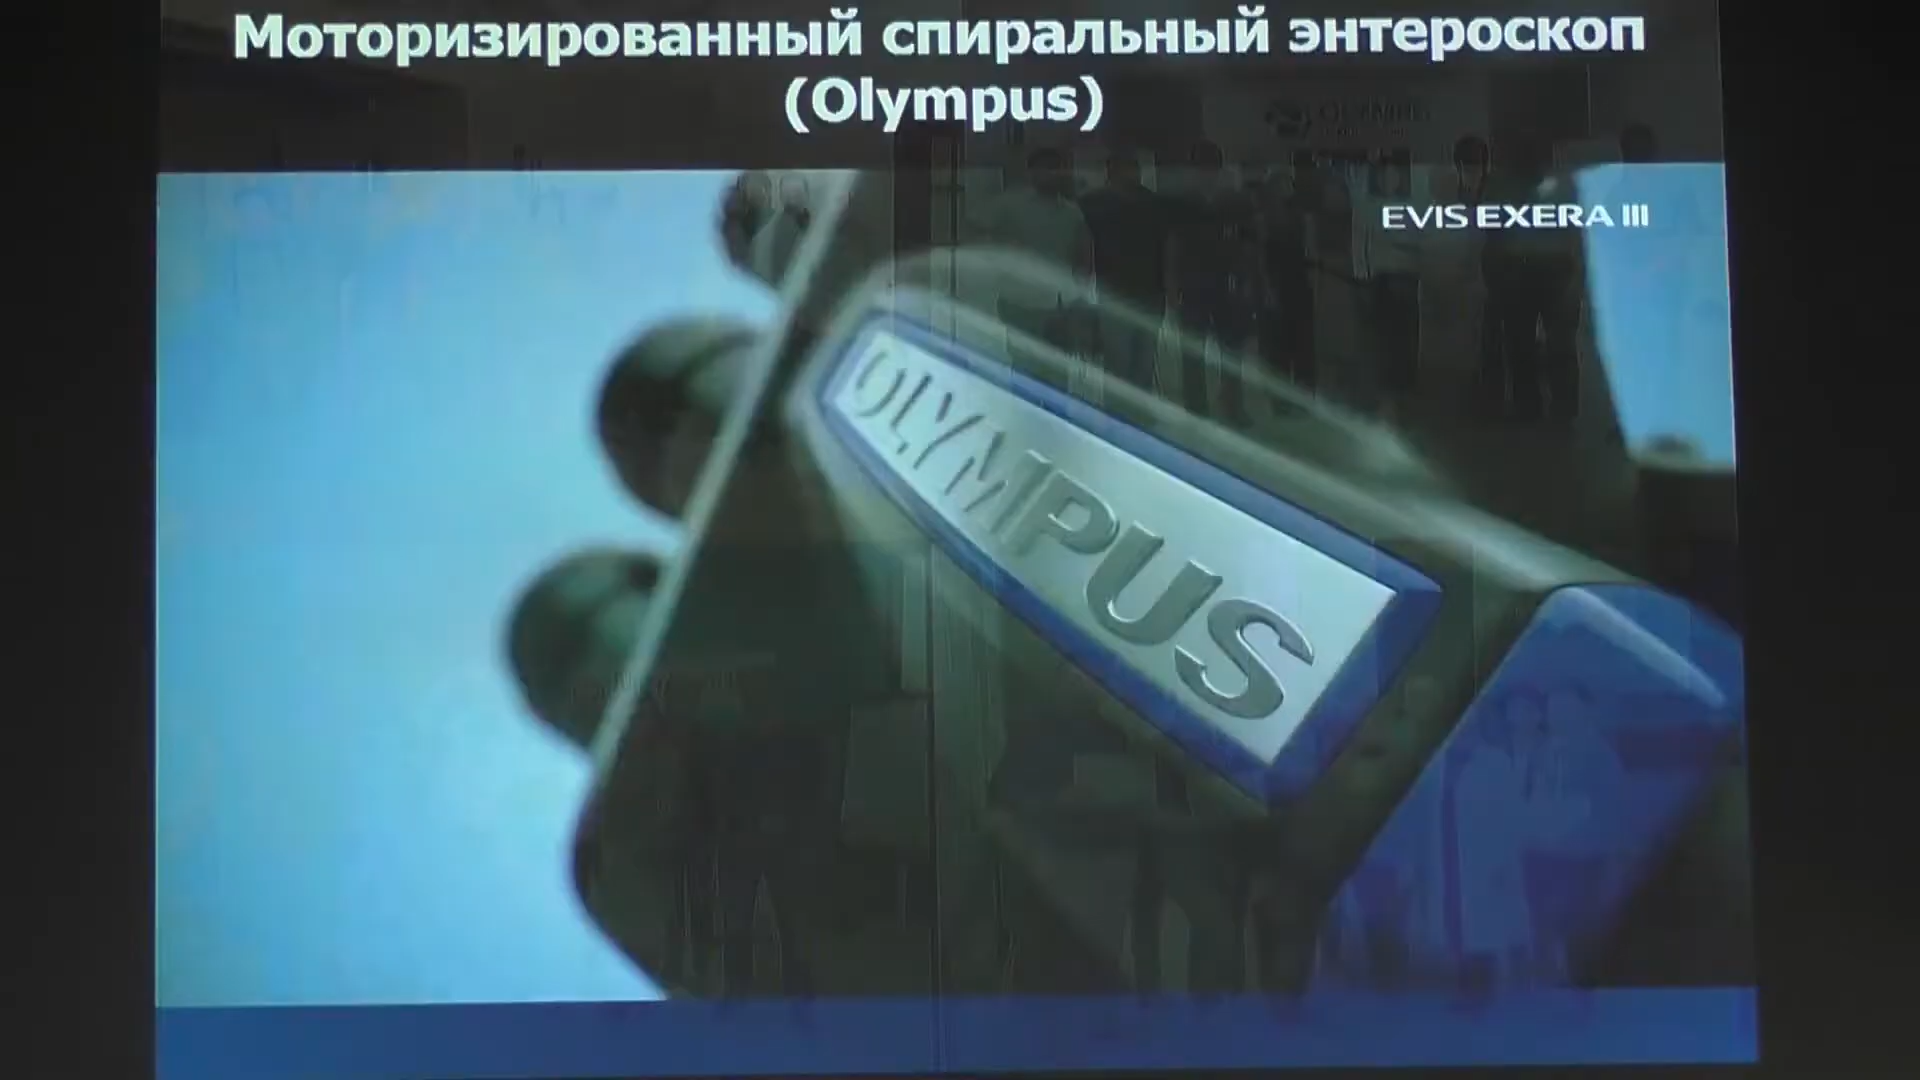 Моторизированный спиральный энтероскоп
(Olympus)
EVIS EXERA III
OLYMPUS